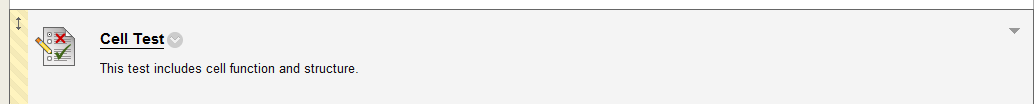 Cell Test
This test includes cell function and structure.